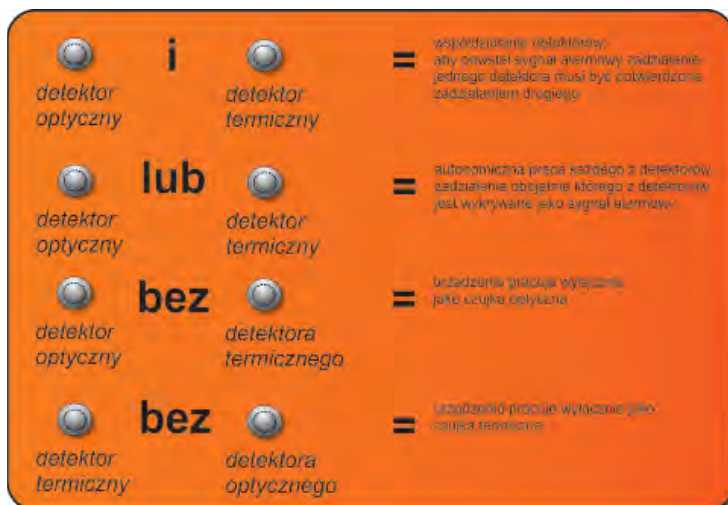 i = współdziałanie detektorów:
aby powstał sygnał alarmowy zadziałanie
jednego detektora musi być potwierdzone
zadziałaniem drugiego
detektor optyczny
detektor termiczny
lub = autonomiczna praca każdego z detektorów
zadziałanie obojętnie którego z detektorów
jest wykrywane jako sygnał alarmowy
detektor optyczny
detektor termiczny
bez = urządzenie pracuje wyłącznie
jako czujka optyczna
detektor optyczny
detektora termicznego
bez = urządzenie pracuje wyłącznie jako
czujka termiczna
detektor termiczny
detektora optycznego